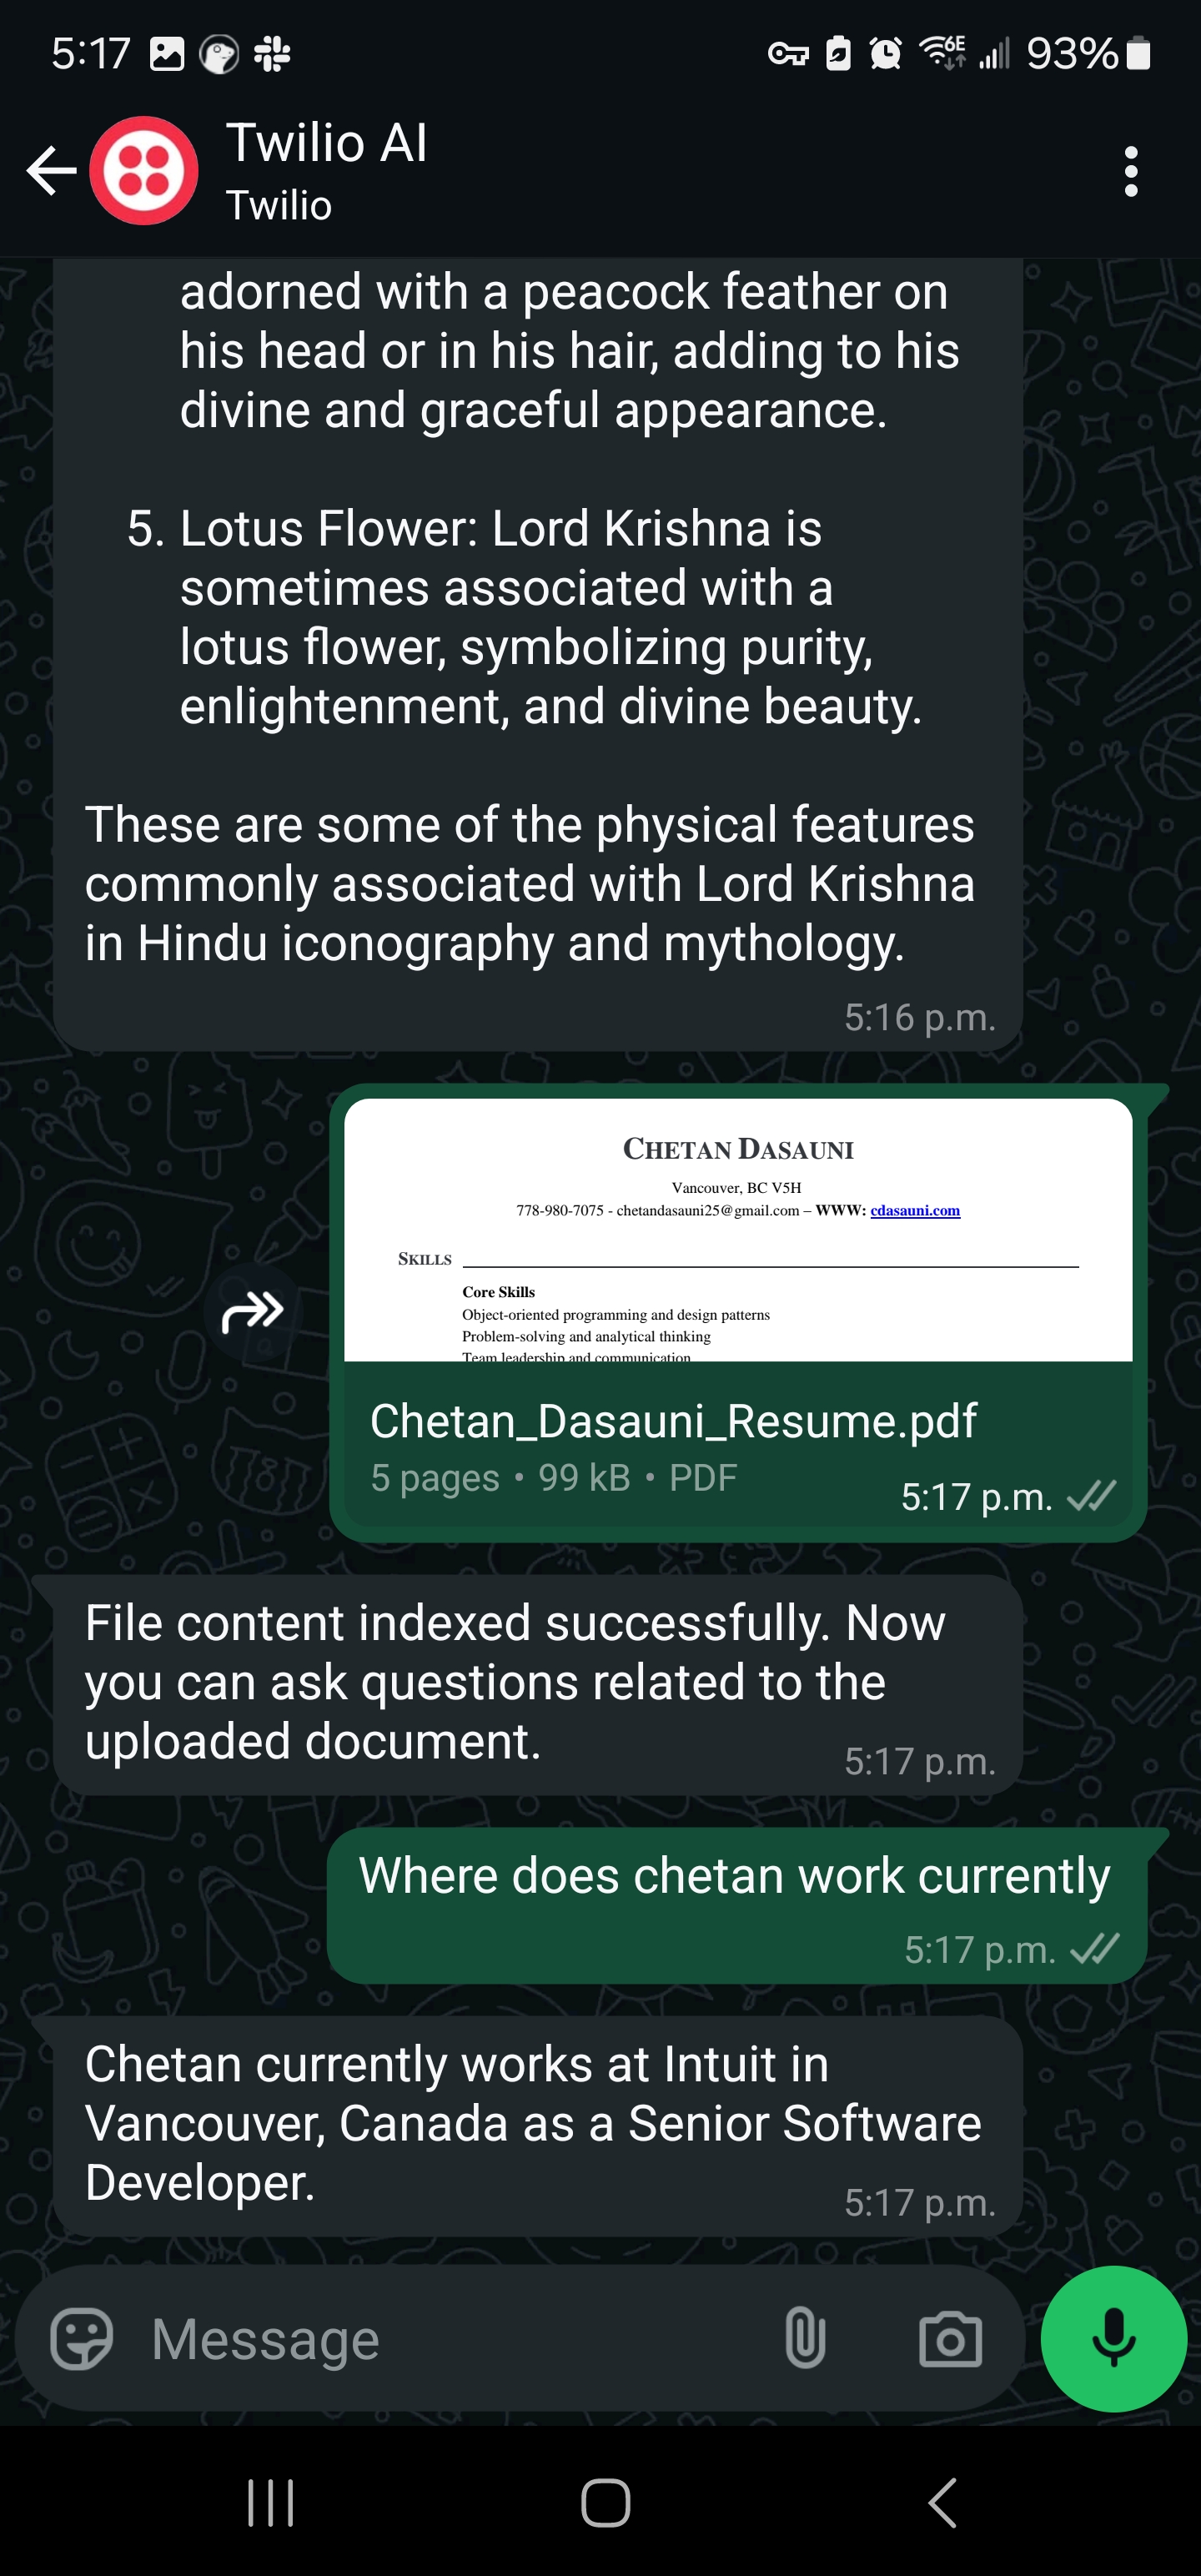 5:17
6E
93%
Twilio AI
Twilio
adorned with a peacock feather on
his head or in his hair, adding to his
divine and graceful appearance.
5. Lotus Flower: Lord Krishna is
sometimes associated with a
lotus flower, symbolizing purity,
enlightenment, and divine beauty.
These are some of the physical features
commonly associated with Lord Krishna
in Hindu iconography and mythology.
5:16 p.m.
CHETAN DASAUNI
Vancouver, BC V5H
778-980-7075 - chetandasauni25@gmail.com – WWW: cdasauni.com
SKILLS
Core Skills
Object-oriented programming and design patterns
Problem-solving and analytical thinking
Team leadership and communication
Chetan_Dasauni_Resume.pdf
5 pages • 99 kB • PDF
5:17 p.m.
File content indexed successfully. Now
you can ask questions related to the
uploaded document.
5:17 p.m.
Where does chetan work currently
5:17 p.m.
Chetan currently works at Intuit in
Vancouver, Canada as a Senior Software
Developer.
5:17 p.m.
Message